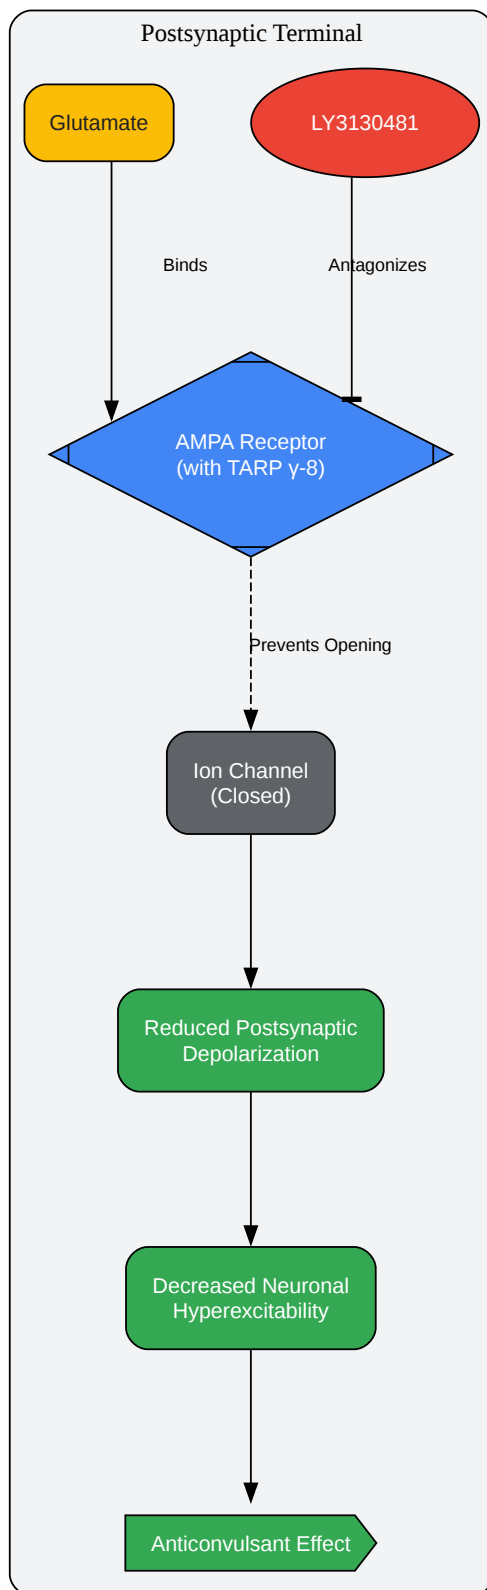 Postsynaptic Terminal
Glutamate
LY3130481
Binds
Antagonizes
AMPA Receptor
(with TARP γ-8)
Prevents Opening
Ion Channel
(Closed)
Reduced Postsynaptic
Depolarization
Decreased Neuronal
Hyperexcitability
Anticonvulsant Effect